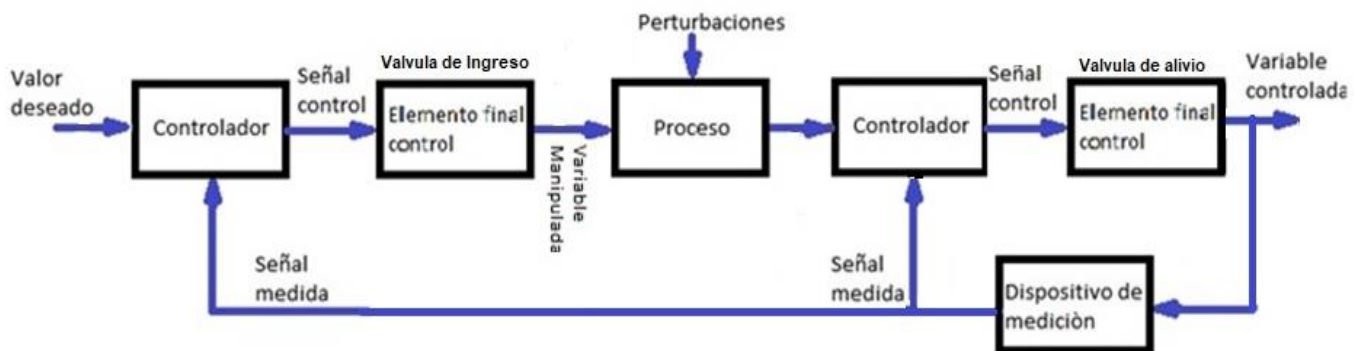 Perturbaciones
Valor
deseado
Controlador
Señal
control
Valvula de Ingreso
Elemento final
control
Variable
Manipulada
Proceso
Controlador
Señal
control
Valvula de alivio
Elemento final
control
Variable
controlada
Señal
medida
Señal
medida
Dispositivo de
mediciòn